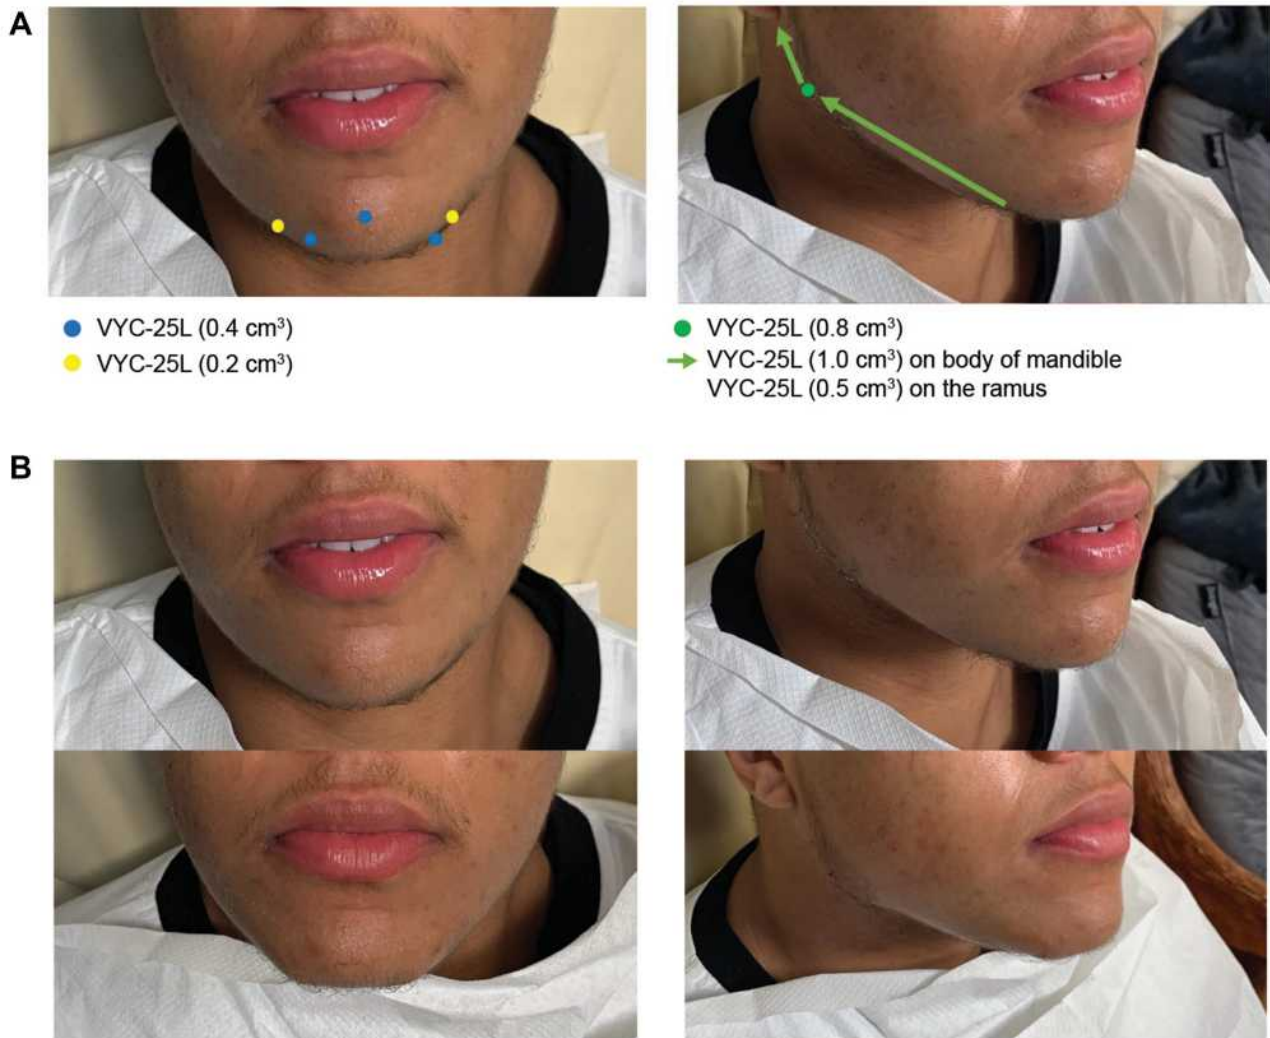 A
VYC-25L (0.4 cm³)
VYC-25L (0.2 cm³)
VYC-25L (0.8 cm³)
VYC-25L (1.0 cm³) on body of mandible
VYC-25L (0.5 cm³) on the ramus
B